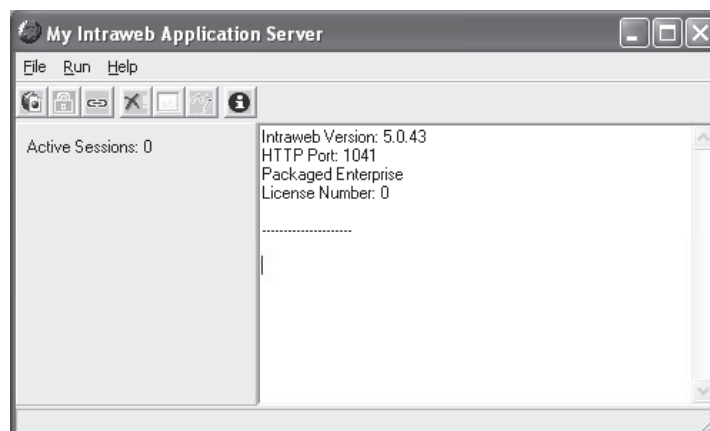 My Intraweb Application Server
File Run Help
Active Sessions: 0
Intraweb Version: 5.0.43
HTTP Port: 1041
Packaged Enterprise
License Number: 0
---------------------